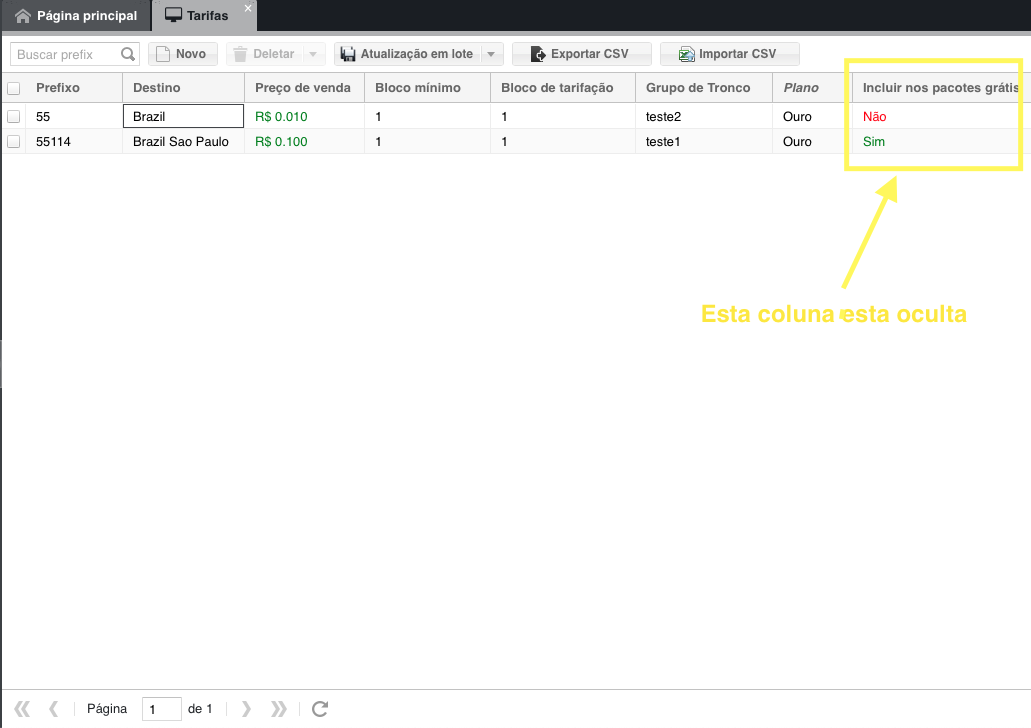 Página principal
Tarifas
Buscar prefix
Novo
Deletar
Atualização em lote
Exportar CSV
Importar CSV
Prefixo Destino Preço de venda Bloco mínimo Bloco de tarifação Grupo de Tronco Plano Incluir nos pacotes grátis
55 Brazil R$ 0.010 1 1 teste2 Ouro Não
55114 Brazil Sao Paulo R$ 0.100 1 1 teste1 Ouro Sim
Esta coluna esta oculta
Página 1 de 1